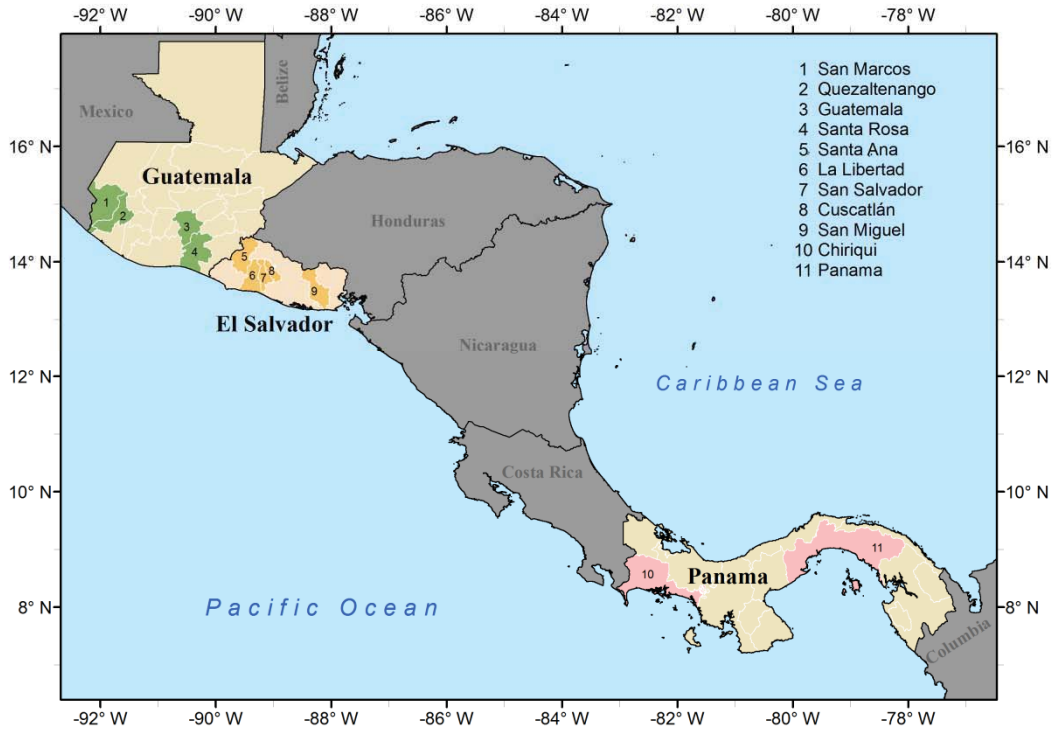 -92° W -90° W -88° W -86° W -84° W -82° W -80° W -78° W
1 San Marcos
2 Quezaltenango
3 Guatemala
4 Santa Rosa
5 Santa Ana
6 La Libertad
7 San Salvador
8 Cuscatlán
9 San Miguel
10 Chiriqui
11 Panama
Mexico
Belize
16° N 16° N
Guatemala
1
2
3
4
Honduras
14° N 14° N
5
6
7
8
9
El Salvador
Nicaragua
12° N 12° N
Caribbean Sea
Costa Rica
10° N 10° N
10
Panama
11
8° N 8° N
Pacific Ocean
Columbia
-92° W -90° W -88° W -86° W -84° W -82° W -80° W -78° W